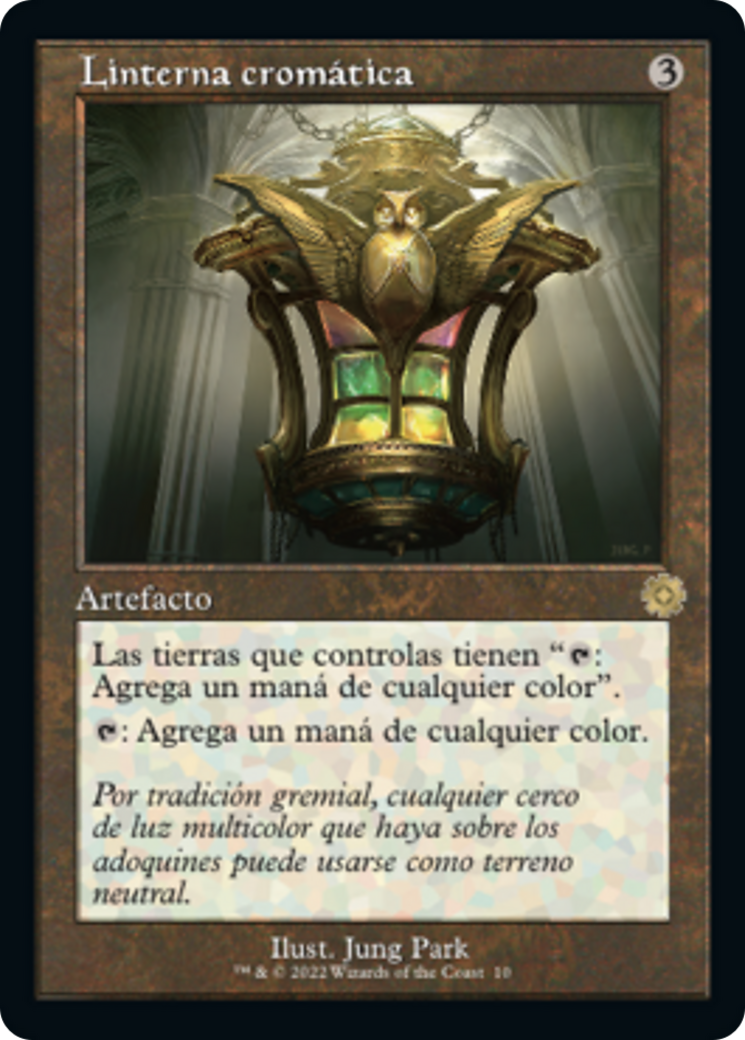 Linterna cromática 3
JUNG. P
Artefacto
Las tierras que controlas tienen “ :
Agrega un maná de cualquier color”.
: Agrega un maná de cualquier color.
Por tradición gremial, cualquier cerco
de luz multicolor que haya sobre los
adoquines puede usarse como terreno
neutral.
Ilust. Jung Park
™ & © 2022 Wizards of the Coast 10